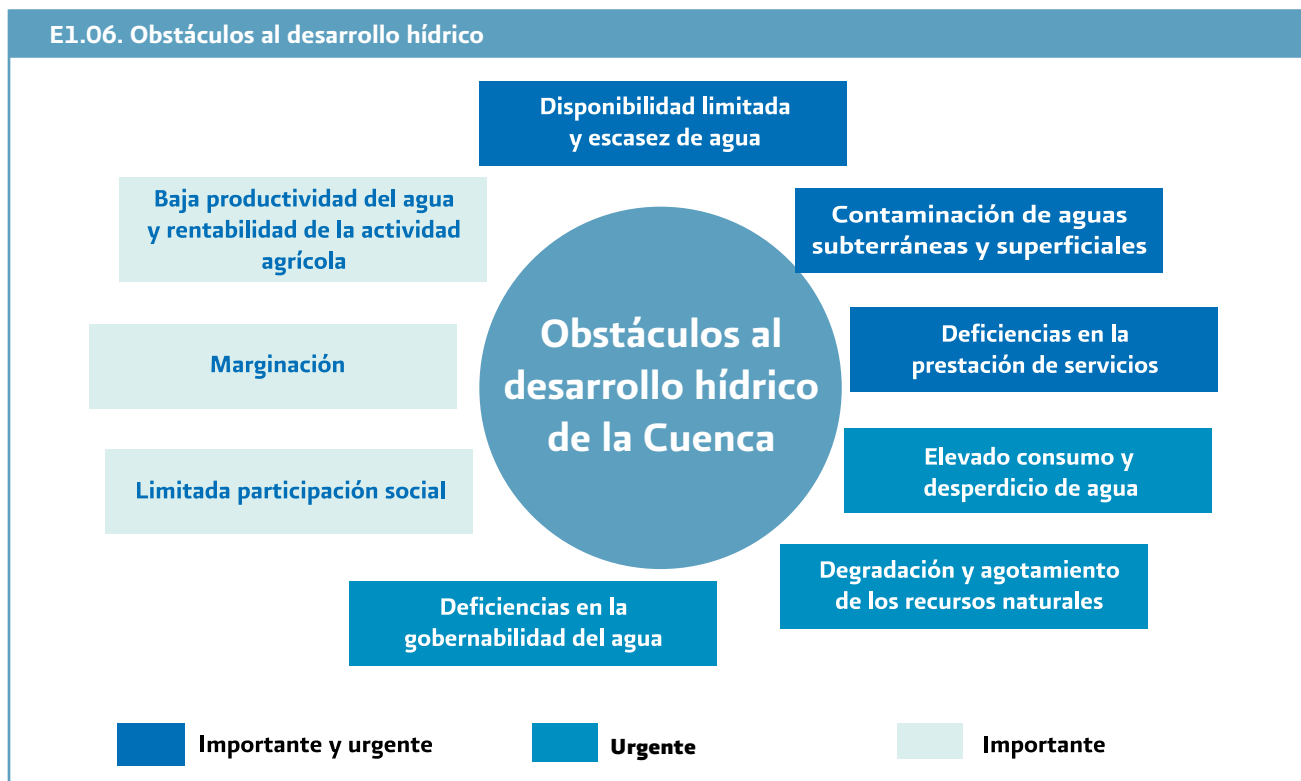 E1.06. Obstáculos al desarrollo hídrico
Disponibilidad limitada
y escasez de agua
Contaminación de aguas
subterráneas y superficiales
Deficiencias en la
prestación de servicios
Elevado consumo y
desperdicio de agua
Degradación y agotamiento
de los recursos naturales
Deficiencias en la
gobernabilidad del agua
Limitada participación social
Marginación
Baja productividad del agua
y rentabilidad de la actividad
agrícola
Obstáculos al
desarrollo hídrico
de la Cuenca
Importante y urgente
Urgente
Importante